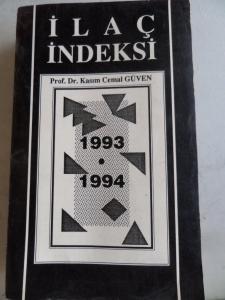 İLAÇ
İNDEKSİ
Prof. Dr. Kasım Cemal GÜVEN
1993
1994